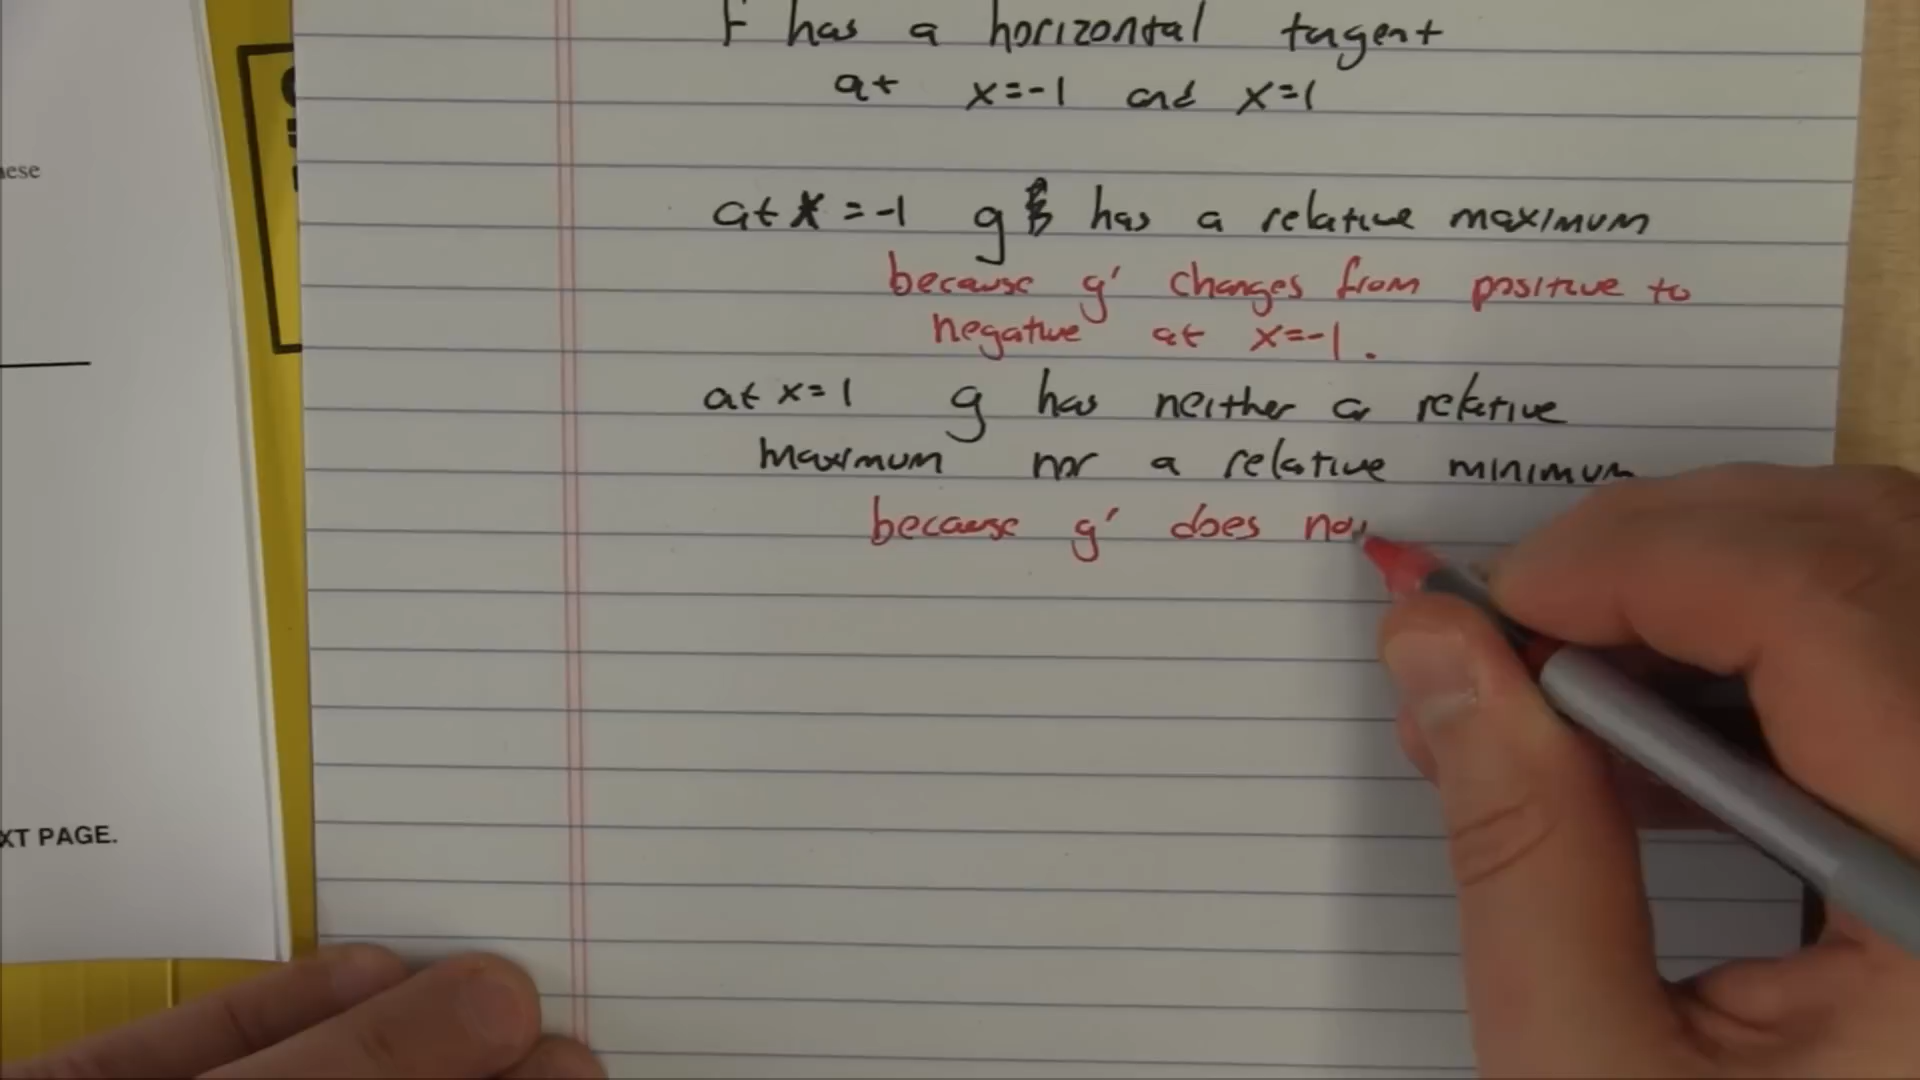 F has a horizontal tagent
at x=-1 and x=1
at x=-1 g has a relative maximum
because g' changes from positive to
negative at x=-1.
at x=1 g has neither a relative
maximum nor a relative minimum
because g' does no
XT PAGE.